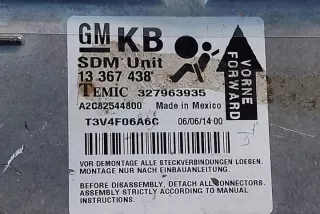 GM KB
SDM Unit
13 367 438
TEMIC 327963935
A2C82544800 Made in Mexico
T3V4F06A6C 06/06/14-00
VORNE
FORWARD
VOR DEMONTAGE ALLE STECKVERBINDUNGEN LOESEN.
MONTAGE NUR NACH EINBAUANLEITUNG.
BEFORE DISASSEMBLY, DETACH ALL CONNECTORS.
ASSEMBLY STRICTLY ACCORDING TO MANUAL
INSTRUCTIONS.